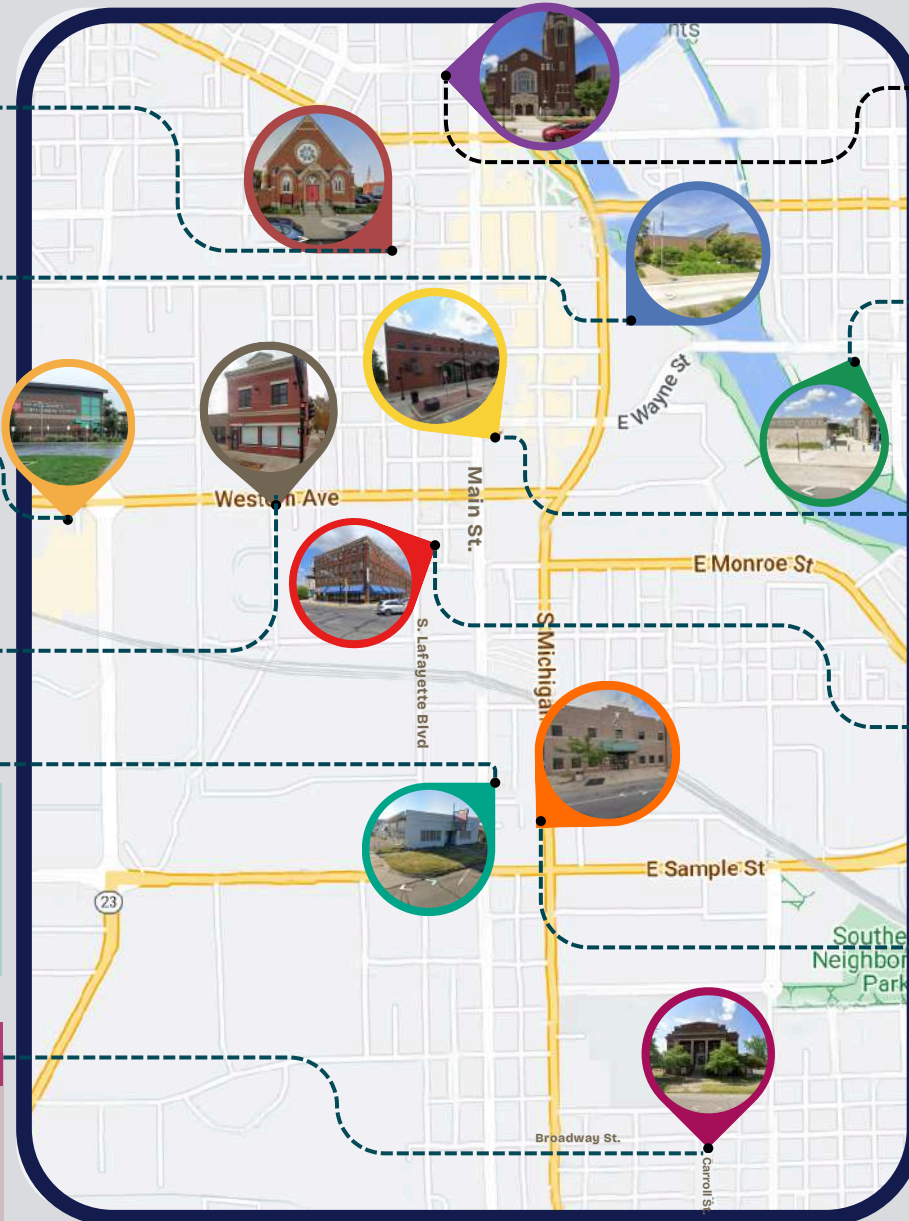 nts
E Wayne St
Western Ave
Main St.
E Monroe St
S. Lafayette Blvd
S Michigan
E Sample St
23
Southe
Neighbor
Park
Broadway St.
Carroll St.